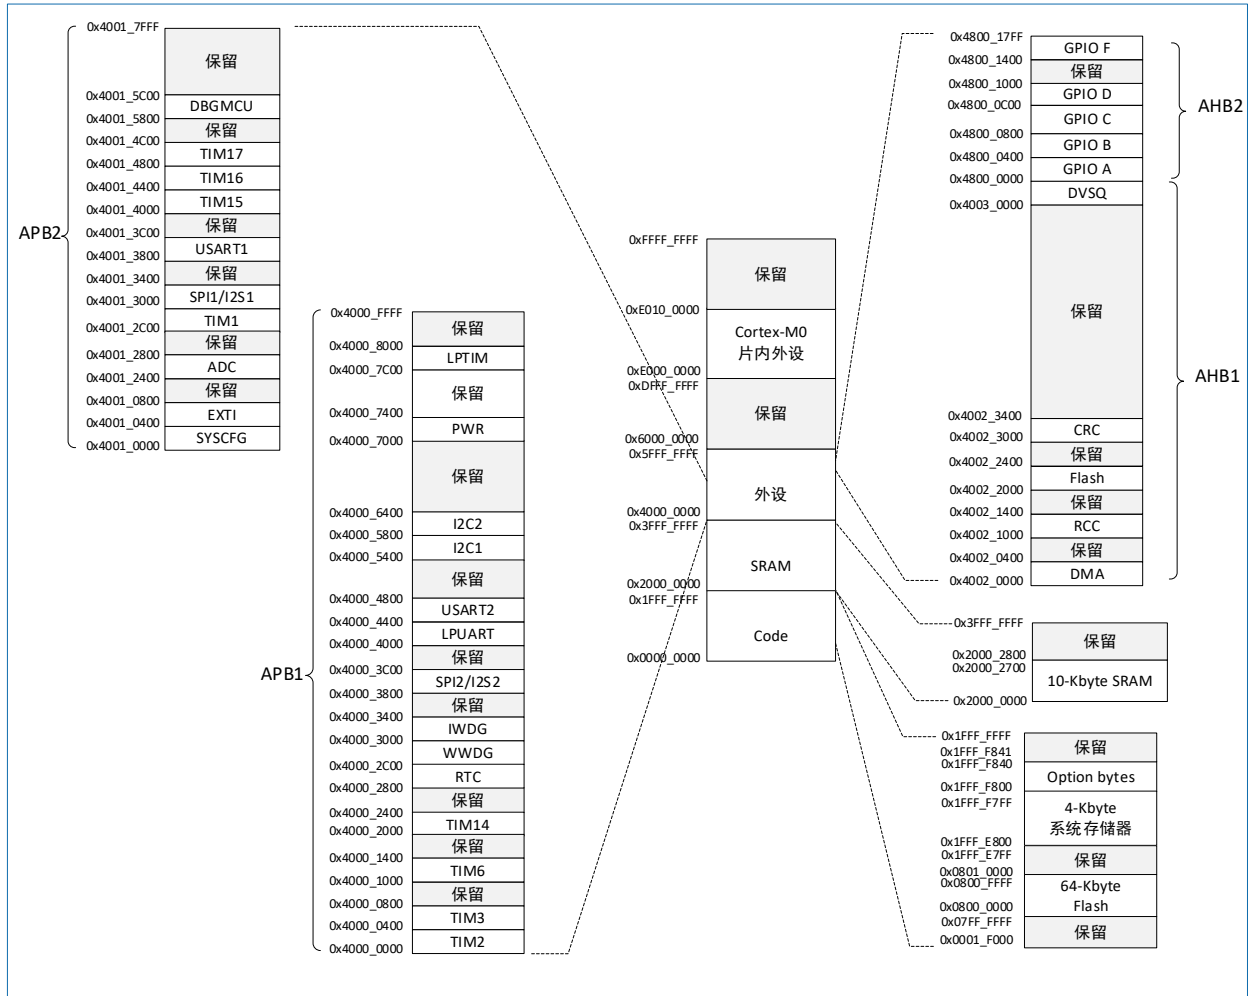 0x4001_7FFF
保留
0x4001_5C00
DBGMCU
0x4001_5800
保留
0x4001_4C00
TIM17
0x4001_4800
TIM16
0x4001_4400
TIM15
0x4001_4000
保留
0x4001_3C00
USART1
0x4001_3800
保留
0x4001_3400
SPI1/I2S1
0x4001_3000
TIM1
0x4001_2C00
保留
0x4001_2800
ADC
0x4001_2400
保留
0x4001_0800
EXTI
0x4001_0400
SYSCFG
0x4001_0000
APB2
0x4000_FFFF
保留
0x4000_8000
LPTIM
0x4000_7C00
保留
0x4000_7400
PWR
0x4000_7000
保留
0x4000_6400
I2C2
0x4000_5800
I2C1
0x4000_5400
保留
0x4000_4800
USART2
0x4000_4400
LPUART
0x4000_4000
保留
0x4000_3C00
SPI2/I2S2
0x4000_3800
保留
0x4000_3400
IWDG
0x4000_3000
WWDG
0x4000_2C00
RTC
0x4000_2800
保留
0x4000_2400
TIM14
0x4000_2000
保留
0x4000_1400
TIM6
0x4000_1000
保留
0x4000_0800
TIM3
0x4000_0400
TIM2
0x4000_0000
APB1
0xFFFF_FFFF
保留
0xE010_0000
Cortex-M0
片内外设
0xE000_0000
0xDFFF_FFFF
保留
0x6000_0000
0x5FFF_FFFF
外设
0x4000_0000
0x3FFF_FFFF
SRAM
0x2000_0000
0x1FFF_FFFF
Code
0x0000_0000
0x4800_17FF
GPIO F
0x4800_1400
保留
0x4800_1000
GPIO D
0x4800_0C00
GPIO C
0x4800_0800
GPIO B
0x4800_0400
GPIO A
0x4800_0000
AHB2
DVSQ
0x4003_0000
保留
0x4002_3400
CRC
0x4002_3000
保留
0x4002_2400
Flash
0x4002_2000
保留
0x4002_1400
RCC
0x4002_1000
保留
0x4002_0400
DMA
0x4002_0000
AHB1
0x3FFF_FFFF
保留
0x2000_2800
0x2000_2700
10-Kbyte SRAM
0x2000_0000
0x1FFF_FFFF
保留
0x1FFF_F841
0x1FFF_F840
Option bytes
0x1FFF_F800
0x1FFF_F7FF
4-Kbyte
系统存储器
0x1FFF_E800
0x1FFF_E7FF
保留
0x0801_0000
0x0800_FFFF
64-Kbyte
Flash
0x0800_0000
0x07FF_FFFF
保留
0x0001_F000